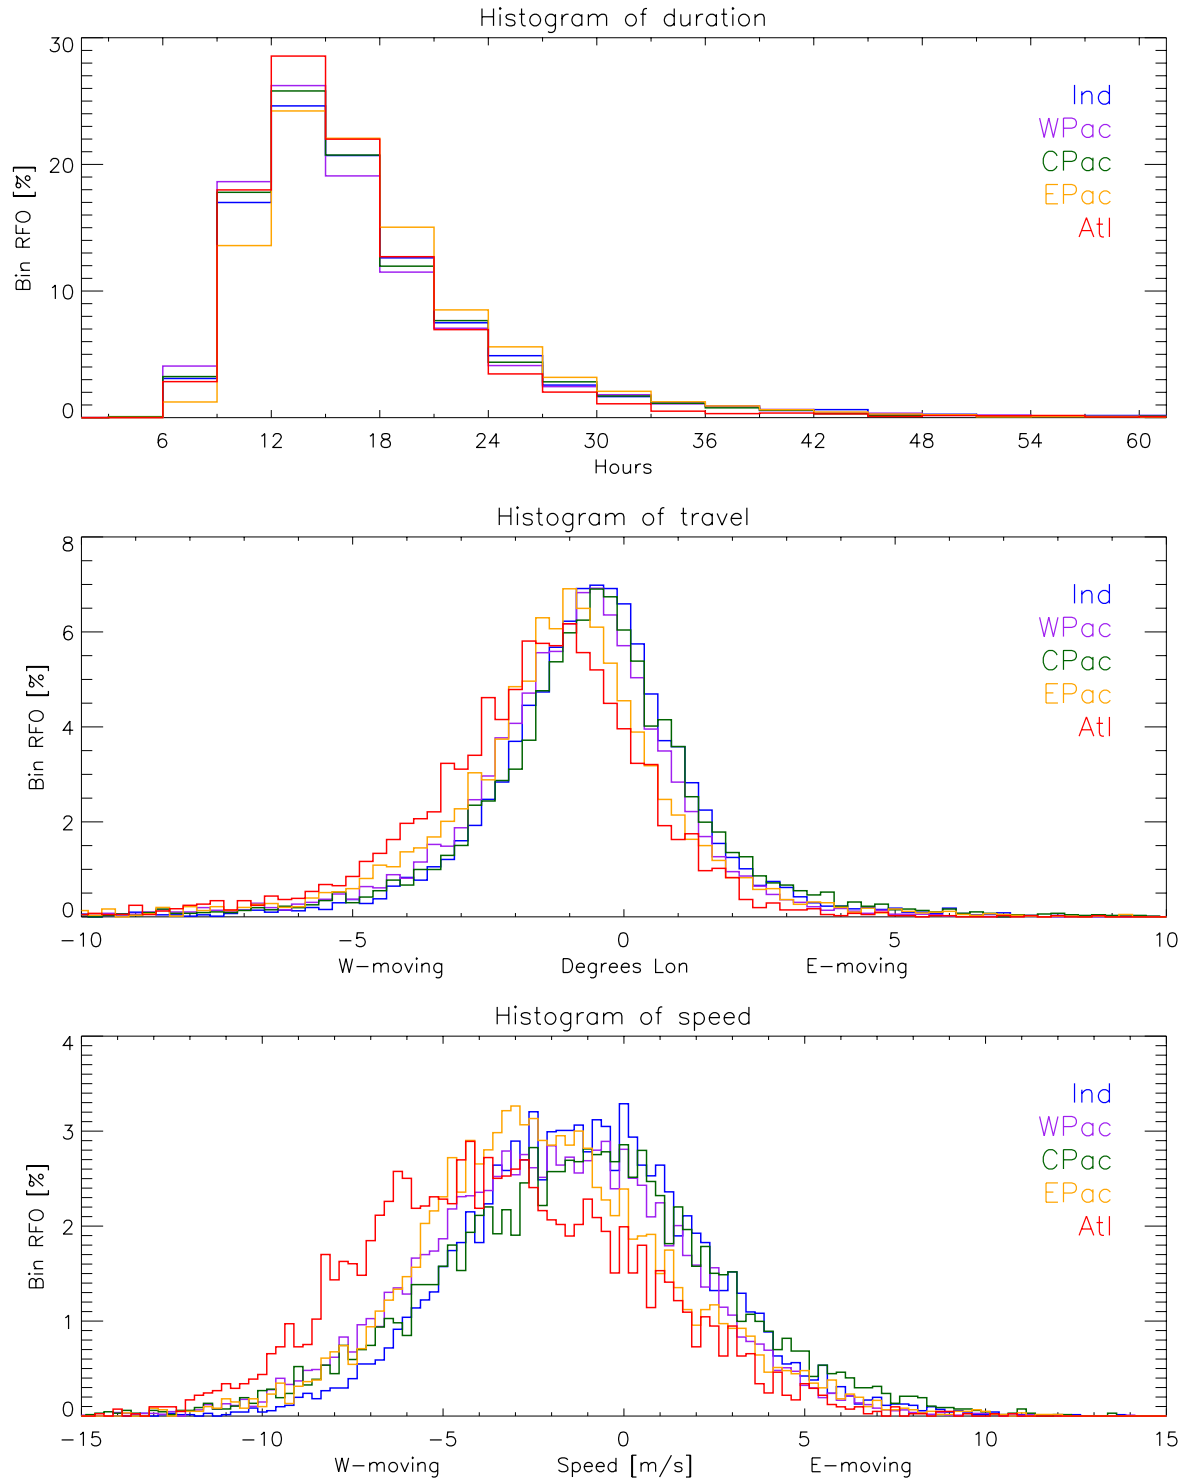 Histogram of duration
30
20
10
0
Bin RFO [%]
Ind
WPac
CPac
EPac
Atl
6 12 18 24 30 36 42 48 54 60
Hours
Histogram of travel
8
6
4
2
0
Bin RFO [%]
Ind
WPac
CPac
EPac
Atl
−10 −5 0 5 10
W−moving Degrees Lon E−moving
Histogram of speed
4
3
2
1
0
Bin RFO [%]
Ind
WPac
CPac
EPac
Atl
−15 −10 −5 0 5 10 15
W−moving Speed [m/s] E−moving